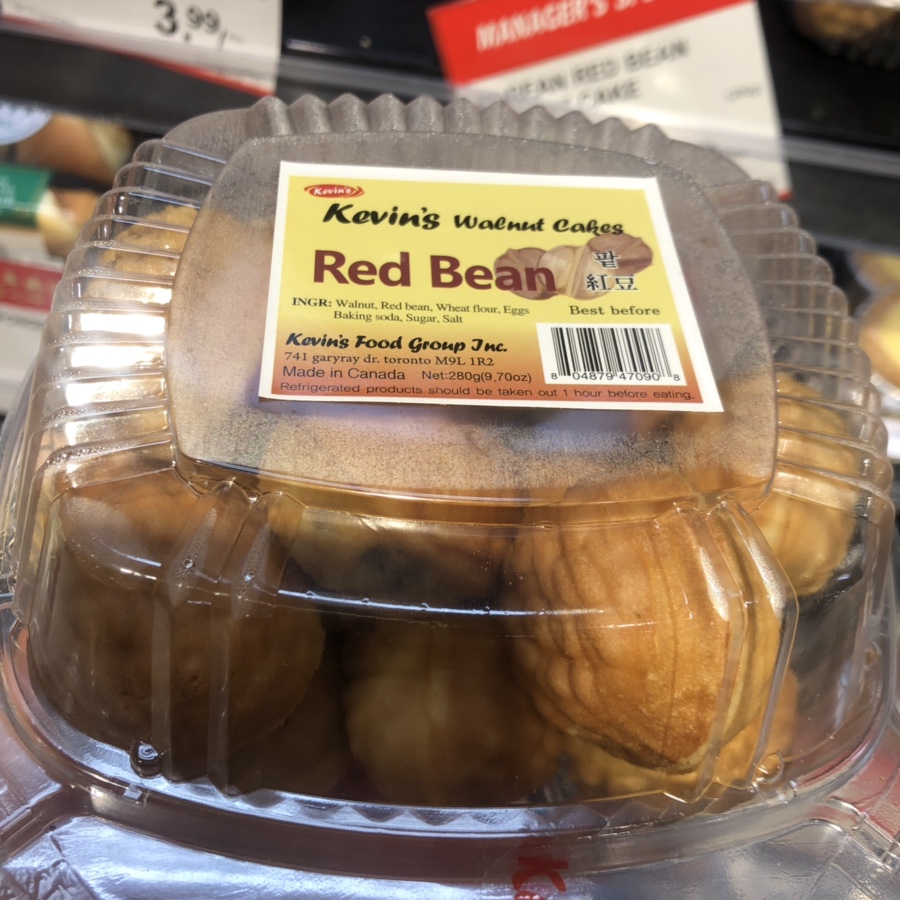 3.99/
MANAGER'S
RED BEAN
CAKE
Kevin's
Kevin's Walnut Cakes
Red Bean
팥
紅豆
INGR: Walnut, Red bean, Wheat flour, Eggs
Baking soda, Sugar, Salt
Best before
Kevin's Food Group Inc.
741 garyray dr. toronto M9L 1R2
Made in Canada Net:280g(9,70oz)
8 04879 47090 8
Refrigerated products should be taken out 1 hour before eating.